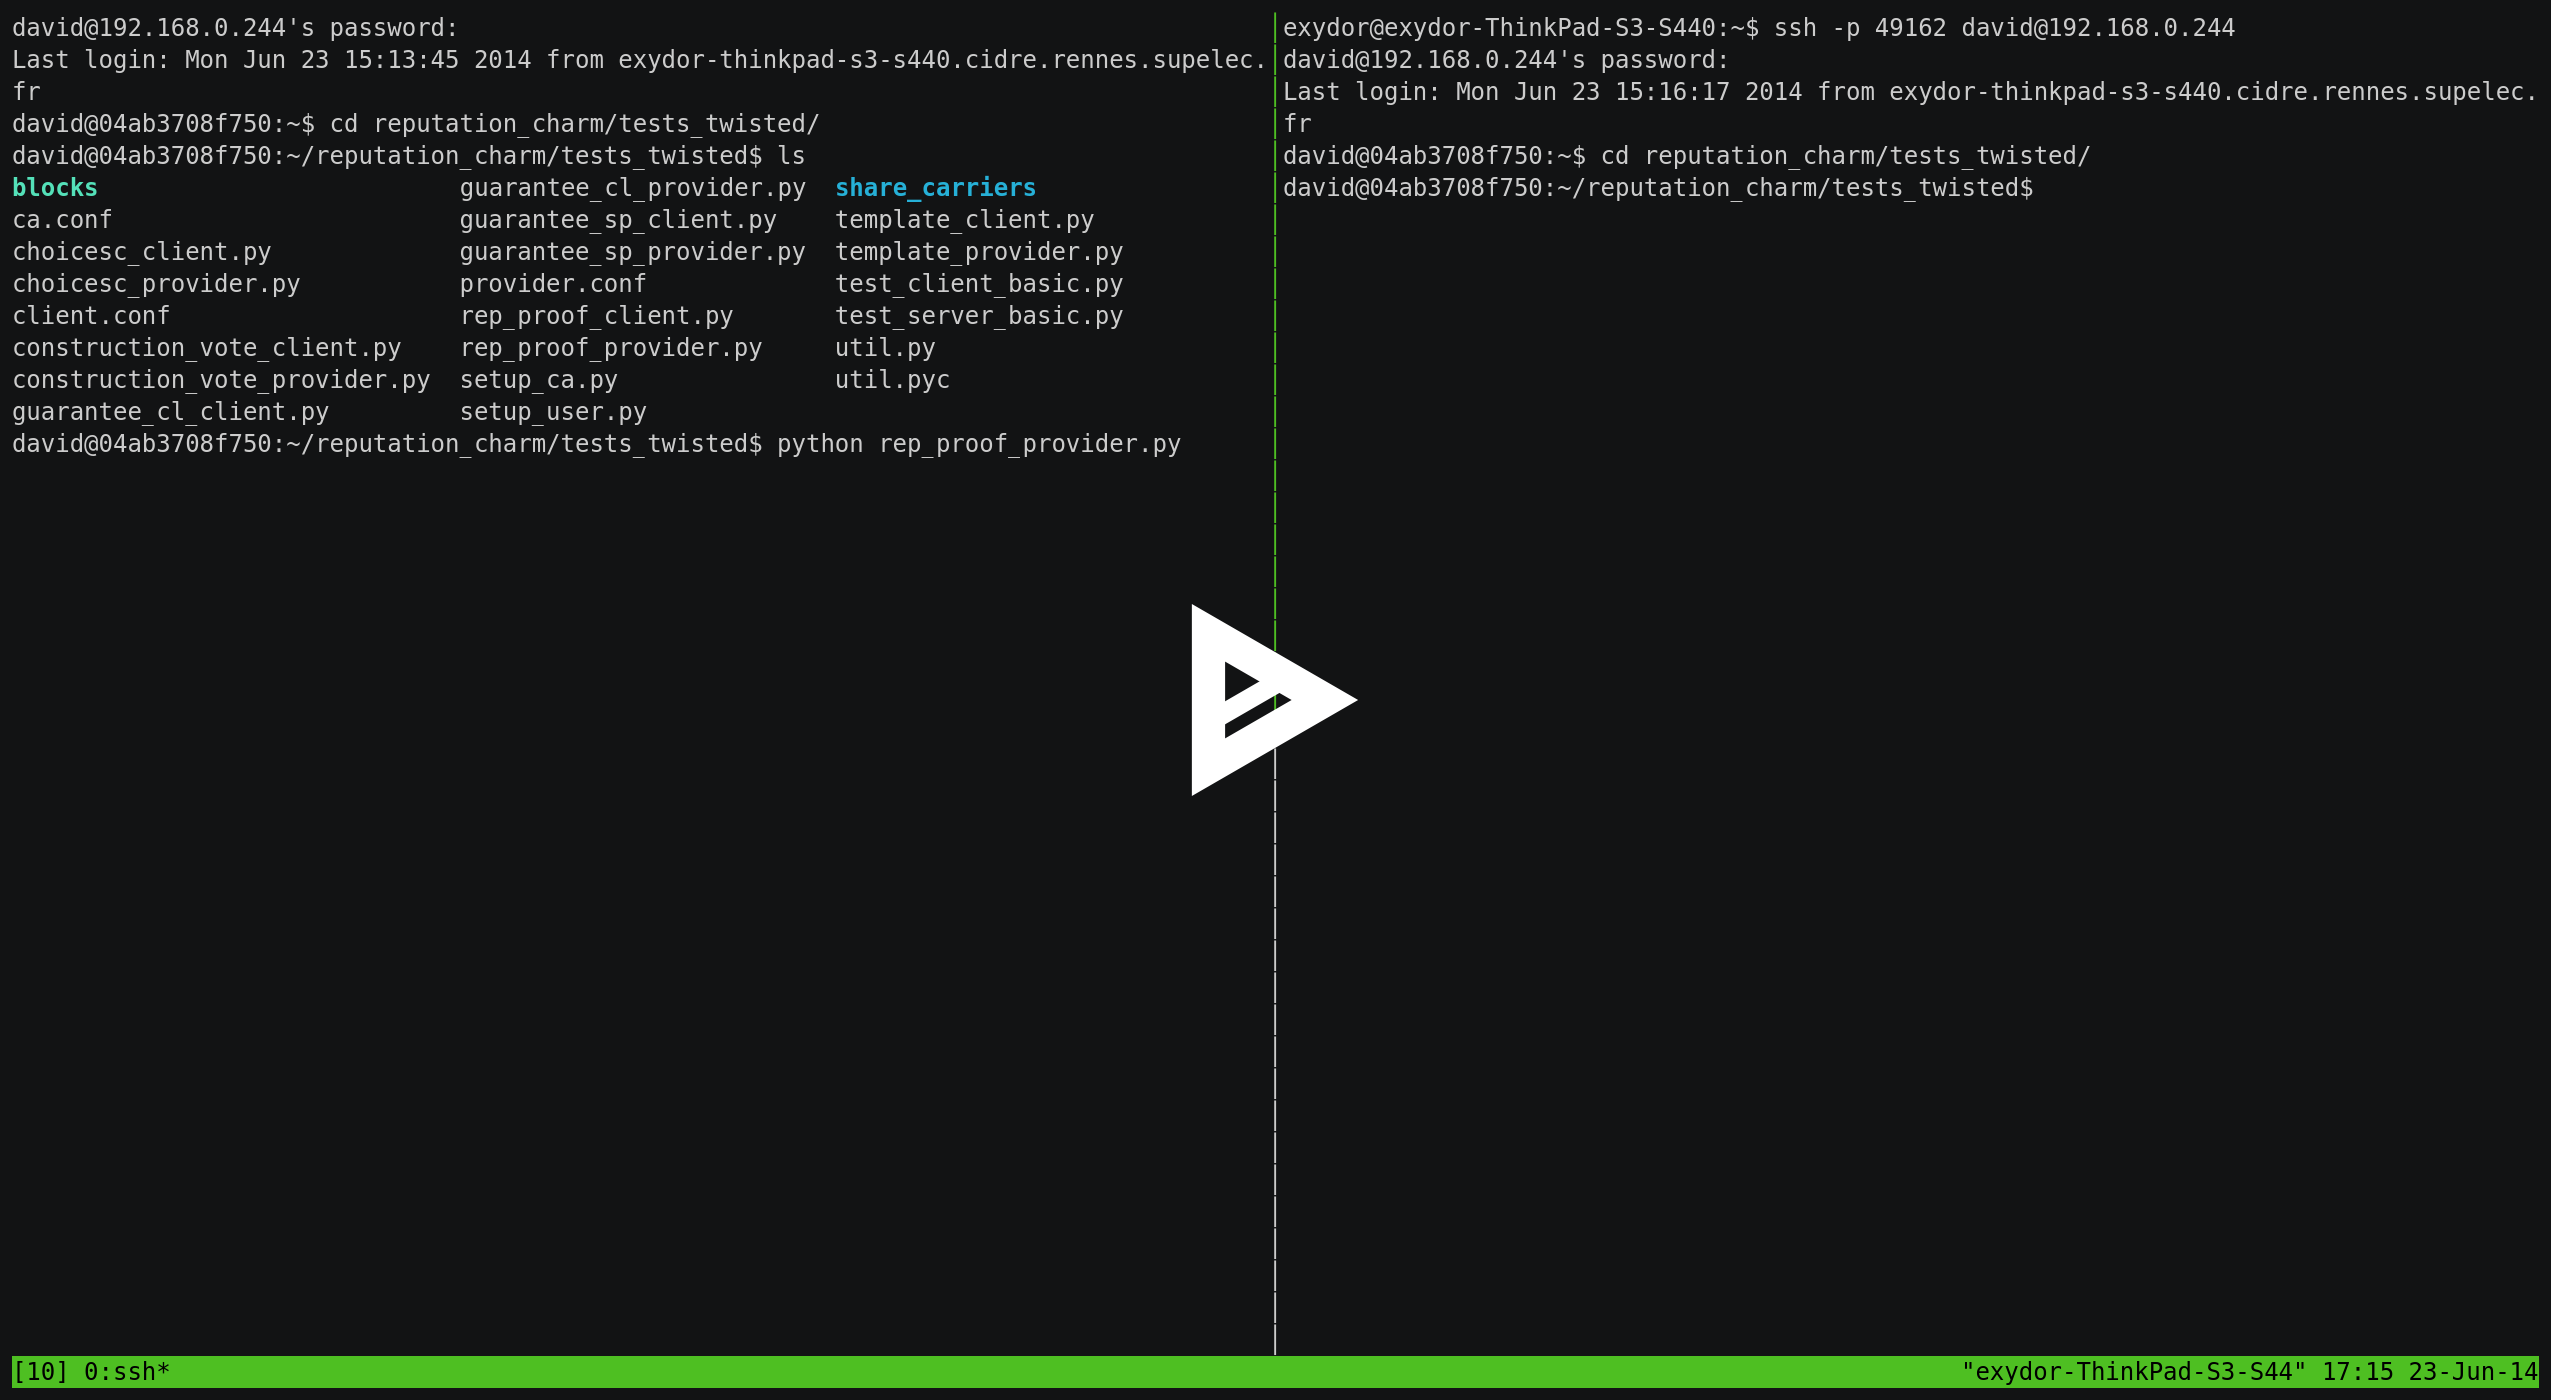 david@192.168.0.244's password:
Last login: Mon Jun 23 15:13:45 2014 from exydor-thinkpad-s3-s440.cidre.rennes.supelec.
fr
david@04ab3708f750:~$ cd reputation_charm/tests_twisted/
david@04ab3708f750:~/reputation_charm/tests_twisted$ ls
blocks                         guarantee_cl_provider.py  share_carriers
ca.conf                        guarantee_sp_client.py    template_client.py
choicesc_client.py             guarantee_sp_provider.py  template_provider.py
choicesc_provider.py           provider.conf             test_client_basic.py
client.conf                    rep_proof_client.py       test_server_basic.py
construction_vote_client.py    rep_proof_provider.py     util.py
construction_vote_provider.py  setup_ca.py               util.pyc
guarantee_cl_client.py         setup_user.py
david@04ab3708f750:~/reputation_charm/tests_twisted$ python rep_proof_provider.py
exydor@exydor-ThinkPad-S3-S440:~$ ssh -p 49162 david@192.168.0.244
david@192.168.0.244's password:
Last login: Mon Jun 23 15:16:17 2014 from exydor-thinkpad-s3-s440.cidre.rennes.supelec.
fr
david@04ab3708f750:~$ cd reputation_charm/tests_twisted/
david@04ab3708f750:~/reputation_charm/tests_twisted$
[10] 0:ssh* "exydor-ThinkPad-S3-S44" 17:15 23-Jun-14